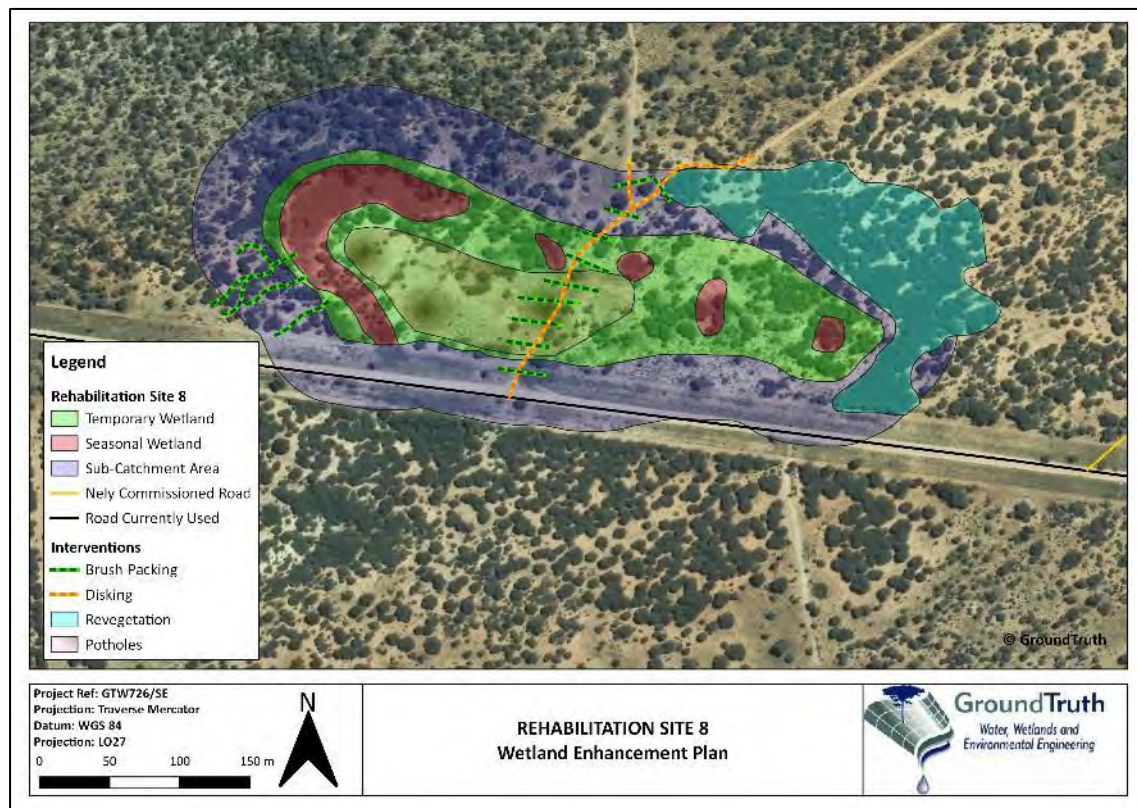 Legend
Rehabilitation Site 8
Temporary Wetland
Seasonal Wetland
Sub-Catchment Area
Nely Commissioned Road
Road Currently Used
Interventions
Brush Packing
Disking
Revegetation
Potholes
© GroundTruth
Project Ref: GTW726/SE
Projection: Traverse Mercator
Datum: WGS 84
Projection: LO27
0 50 100 150 m
N
REHABILITATION SITE 8
Wetland Enhancement Plan
GroundTruth
Water, Wetlands and
Environmental Engineering